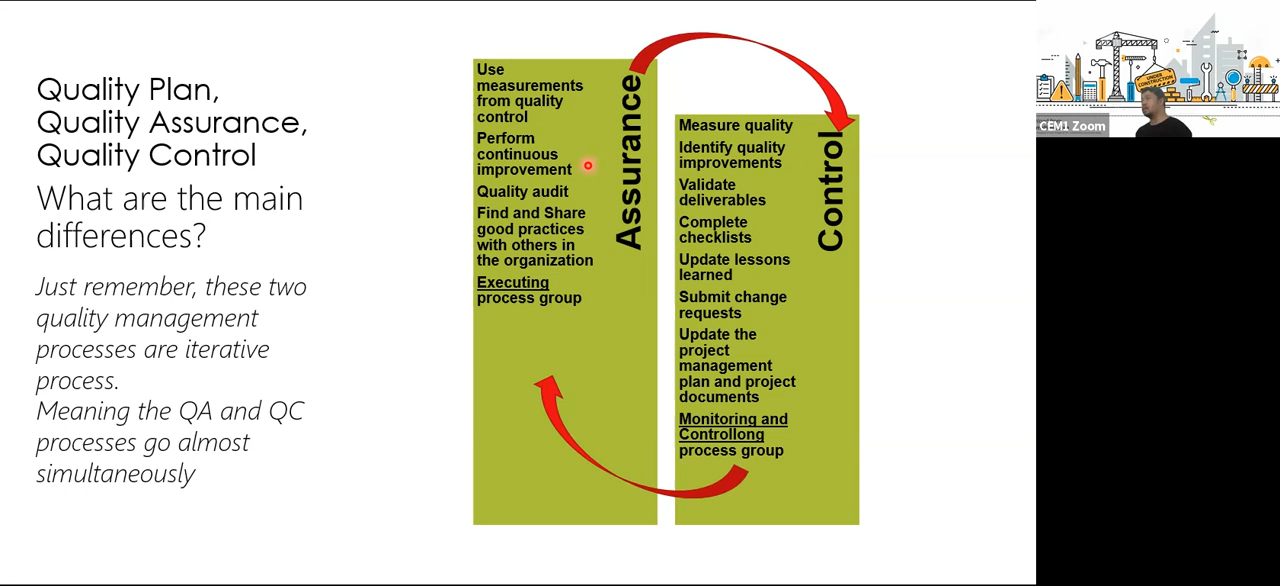 Quality Plan,
Quality Assurance,
Quality Control
What are the main
differences?
Just remember, these two
quality management
processes are iterative
process.
Meaning the QA and QC
processes go almost
simultaneously
Use
measurements
from quality
control
Perform
continuous
improvement
Quality audit
Find and Share
good practices
with others in
the organization
Executing
process group
Assurance
Measure quality
Identify quality
improvements
Validate
deliverables
Complete
checklists
Update lessons
learned
Submit change
requests
Update the
project
management
plan and project
documents
Monitoring and
Controllong
process group
Control
UNDER
CONSTRUCTION
CEM1 Zoom